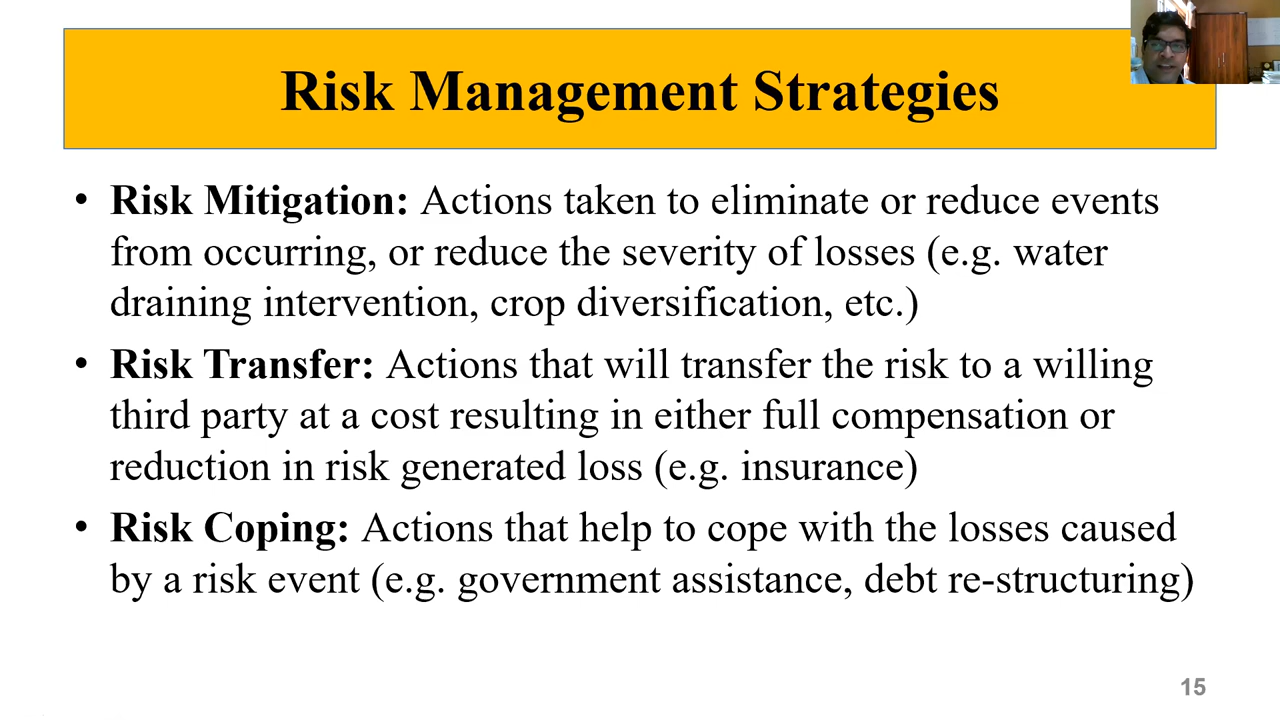 Risk Management Strategies
• Risk Mitigation: Actions taken to eliminate or reduce events
from occurring, or reduce the severity of losses (e.g. water
draining intervention, crop diversification, etc.)
• Risk Transfer: Actions that will transfer the risk to a willing
third party at a cost resulting in either full compensation or
reduction in risk generated loss (e.g. insurance)
• Risk Coping: Actions that help to cope with the losses caused
by a risk event (e.g. government assistance, debt re-structuring)
15